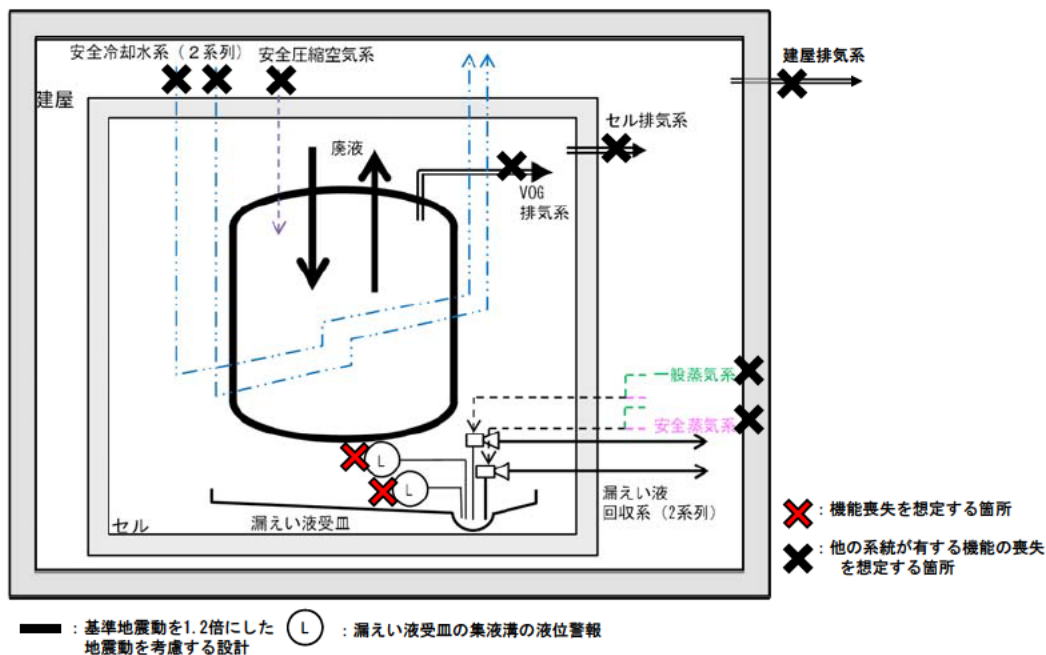 安全冷却水系（２系列）
安全圧縮空気系
建屋排気系
建屋
セル排気系
廃液
VOG
排気系
一般蒸気系
安全蒸気系
L
L
漏えい液
回収系（2系列）
漏えい液受皿
セル
：機能喪失を想定する箇所
：他の系統が有する機能の喪失
を想定する箇所
：基準地震動を1.2倍にした
地震動を考慮する設計
L
：漏えい液受皿の集液溝の液位警報